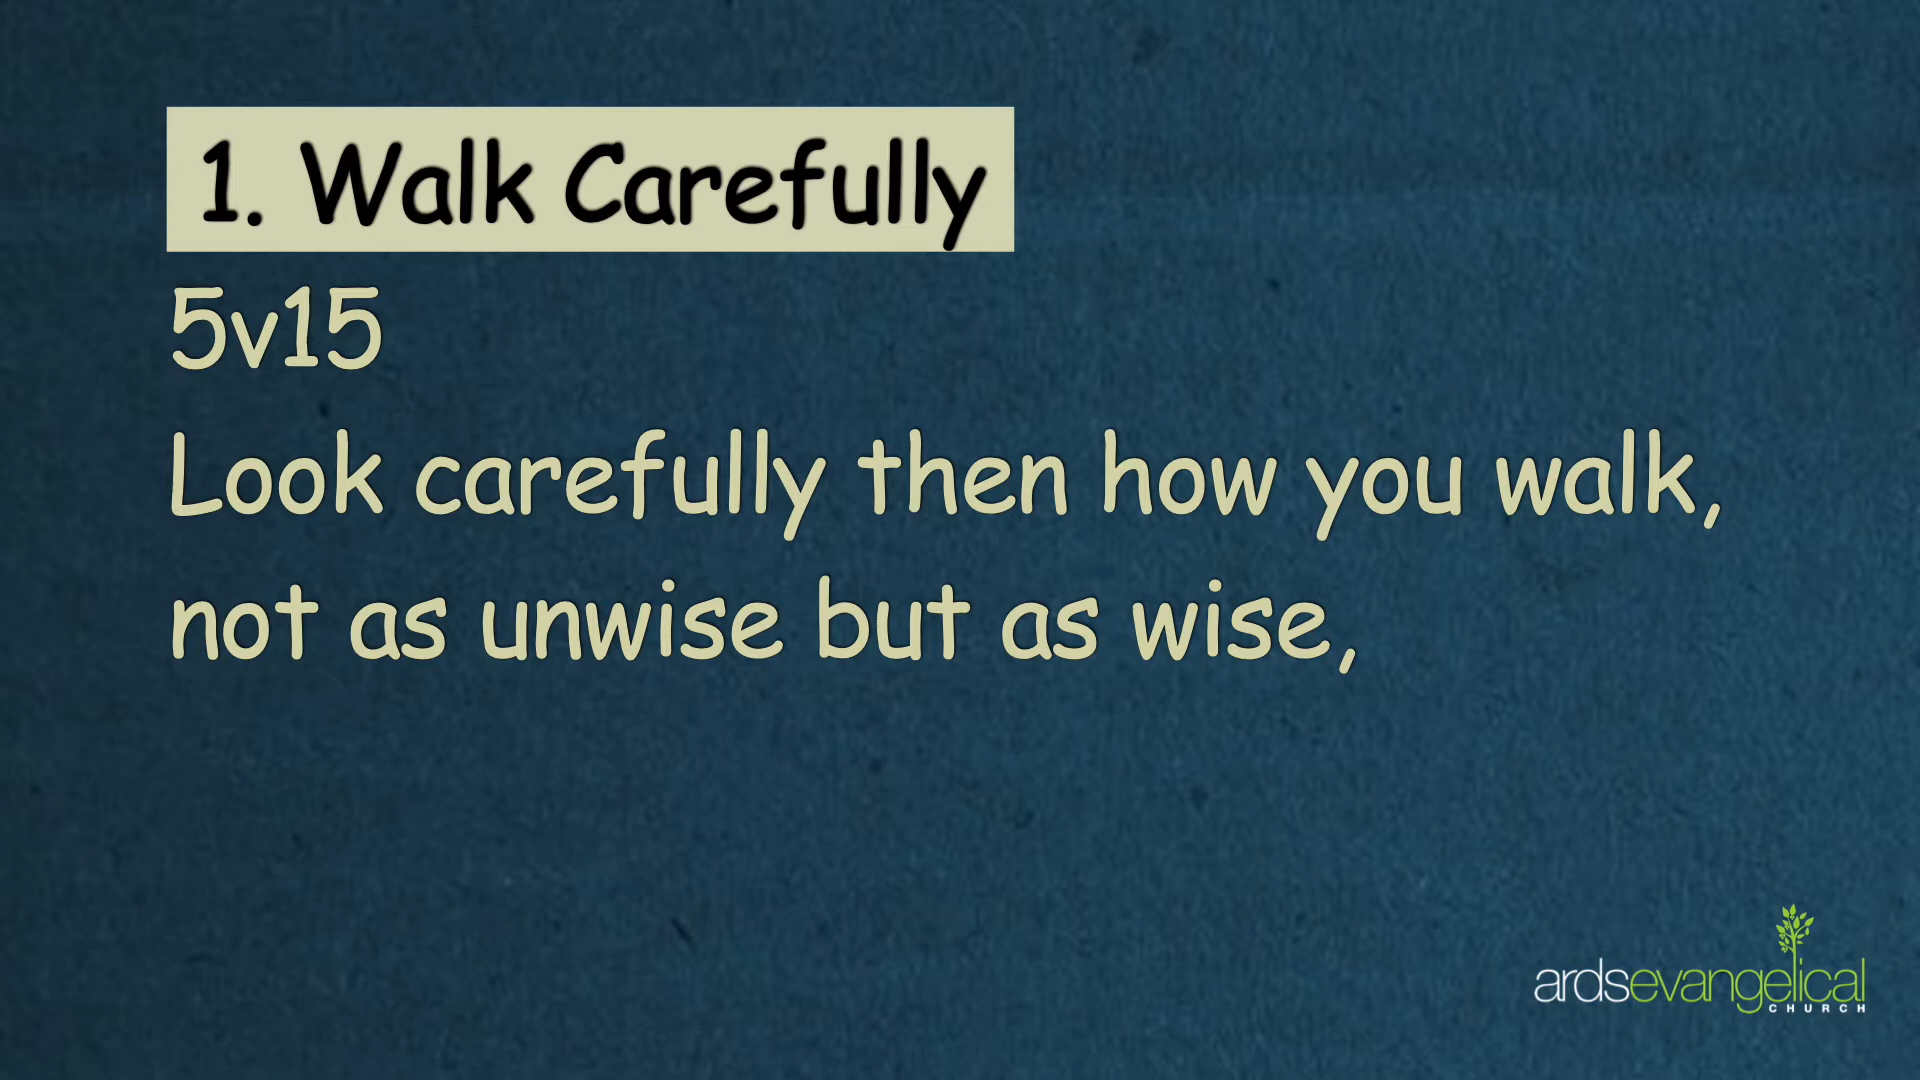 1. Walk Carefully
5v15
Look carefully then how you walk,
not as unwise but as wise,
ardsevangelical
CHURCH